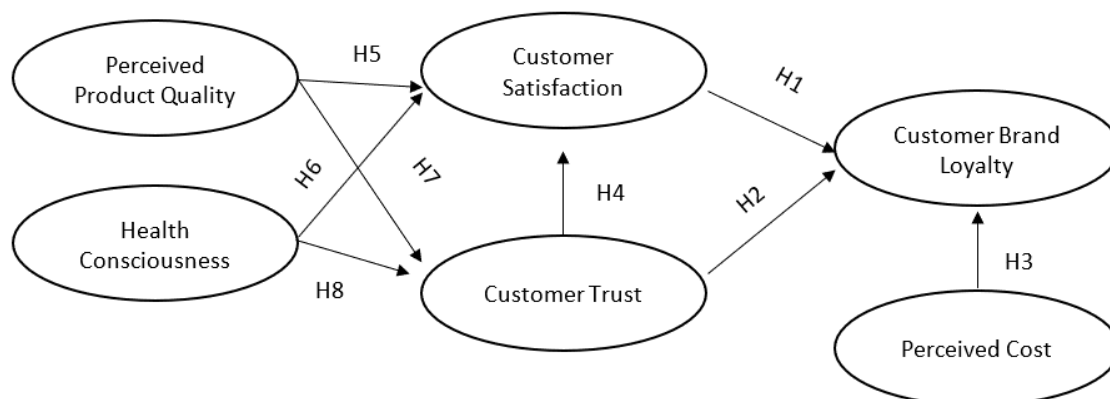 Perceived
Product Quality
H5
Customer
Satisfaction
H1
Customer Brand
Loyalty
H6
H7
H4
H2
Health
Consciousness
H8
Customer Trust
H3
Perceived Cost